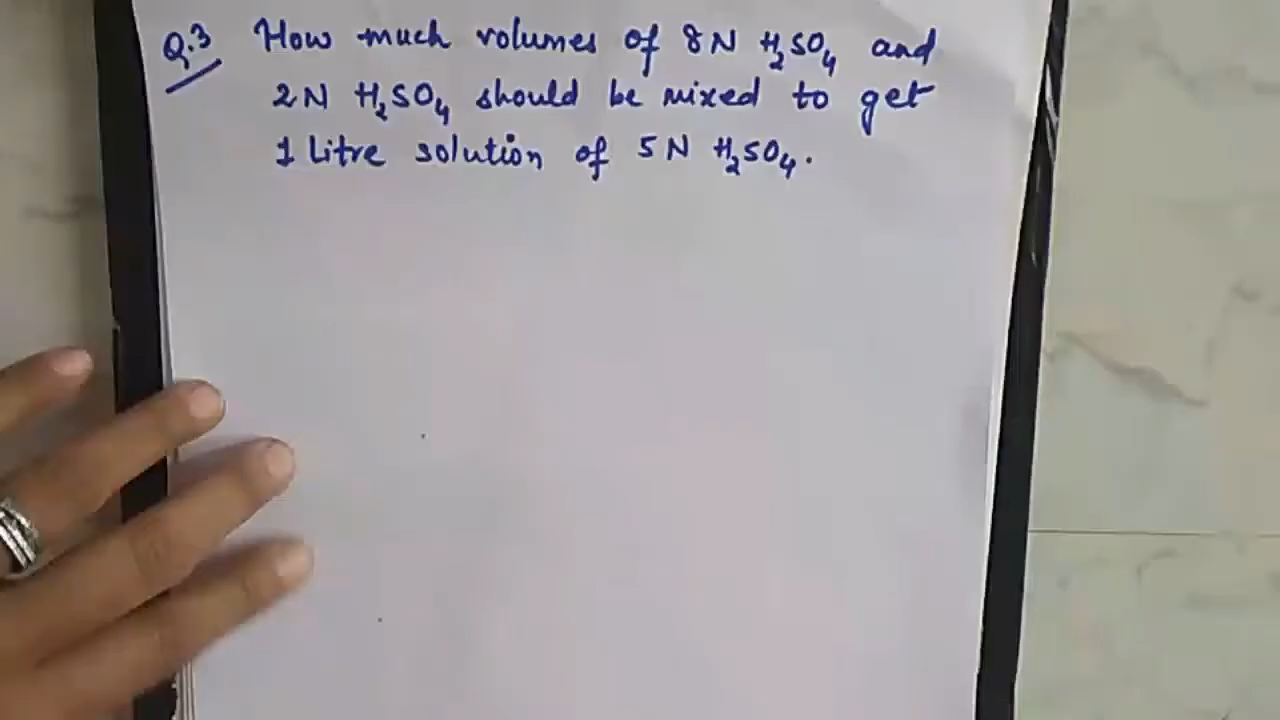 Q.3 How much volumes of 8N H₂SO₄ and
2N H₂SO₄ should be mixed to get
1 Litre solution of 5N H₂SO₄.